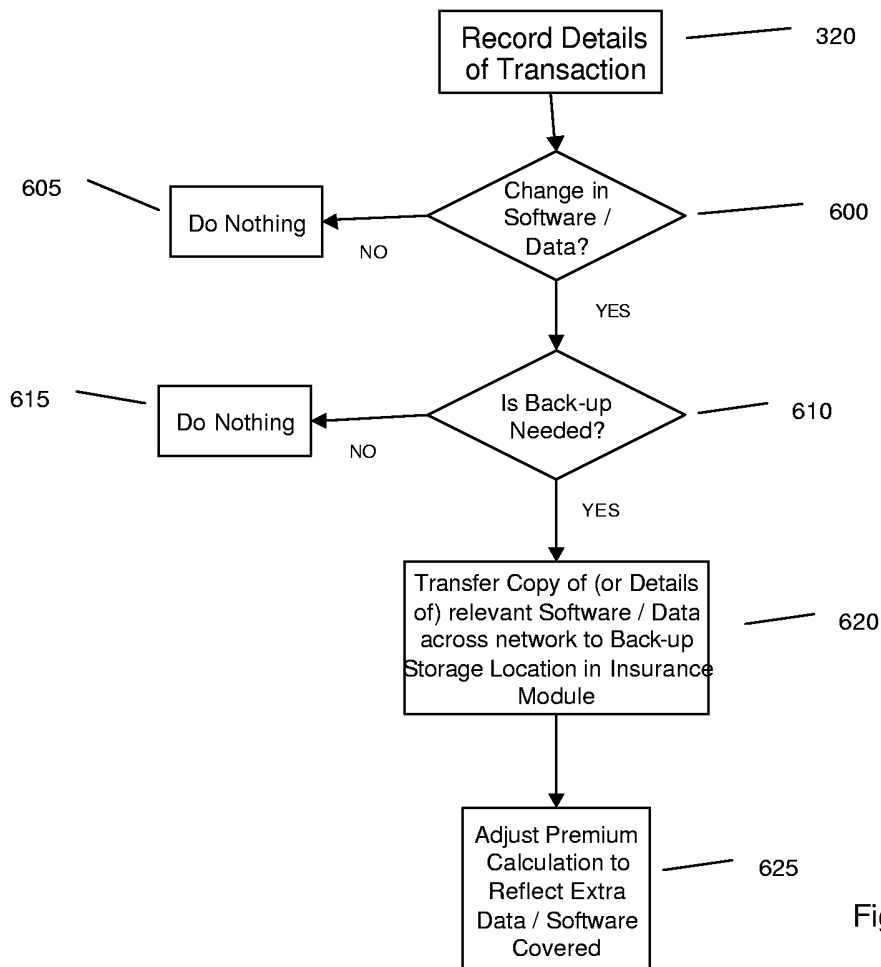 Record Details
of Transaction
320
Change in
Software /
Data?
600
605
Do Nothing
NO
YES
Is Back-up
Needed?
610
615
Do Nothing
NO
YES
Transfer Copy of (or Details
of) relevant Software / Data
across network to Back-up
Storage Location in Insurance
Module
620
Adjust Premium
Calculation to
Reflect Extra
Data / Software
Covered
625